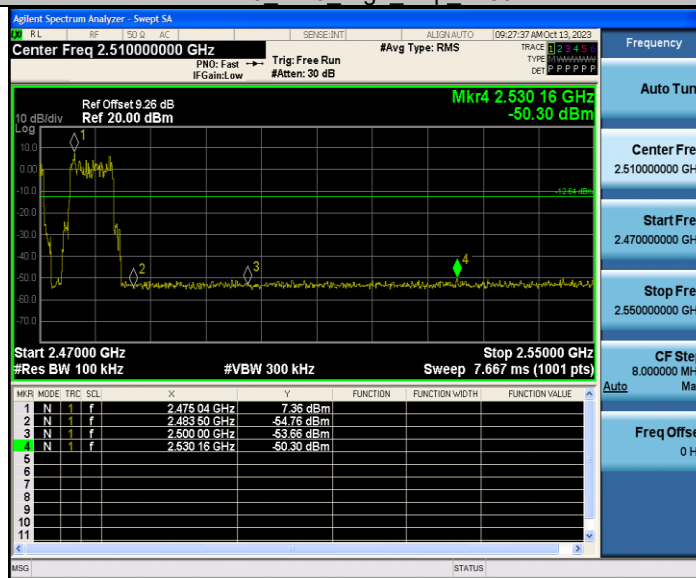 Agilent Spectrum Analyzer - Swept SA
RL RF 50 Ω AC SENSE:INT ALIGN AUTO 09:27:37 AM Oct 13, 2023
Center Freq 2.510000000 GHz #Avg Type: RMS TRACE 1 2 3 4 5 6
PNO: Fast Trig: Free Run TYPE M W W W W W
IFGain:Low #Atten: 30 dB DET P P P P P P
Frequency
Auto Tun
Center Fre
2.510000000 GH
Start Fre
2.470000000 GH
Stop Fre
2.550000000 GH
CF Ste
8.000000 MH
Auto Ma
Freq Offse
0 H
Mkr4 2.530 16 GHz
-50.30 dBm
Ref Offset 9.26 dB
10 dB/div Ref 20.00 dBm
Log
10.0
0.00
-10.0
-20.0
-30.0
-40.0
-50.0
-60.0
-70.0
1
2
3
4
-12.64 dBm
Start 2.47000 GHz Stop 2.55000 GHz
#Res BW 100 kHz #VBW 300 kHz Sweep 7.667 ms (1001 pts)
MKR MODE TRC SCL X Y FUNCTION FUNCTION WIDTH FUNCTION VALUE
1 N 1 f 2.475 04 GHz 7.36 dBm
2 N 1 f 2.483 50 GHz -54.76 dBm
3 N 1 f 2.500 00 GHz -53.66 dBm
4 N 1 f 2.530 16 GHz -50.30 dBm
5
6
7
8
9
10
11
MSG STATUS